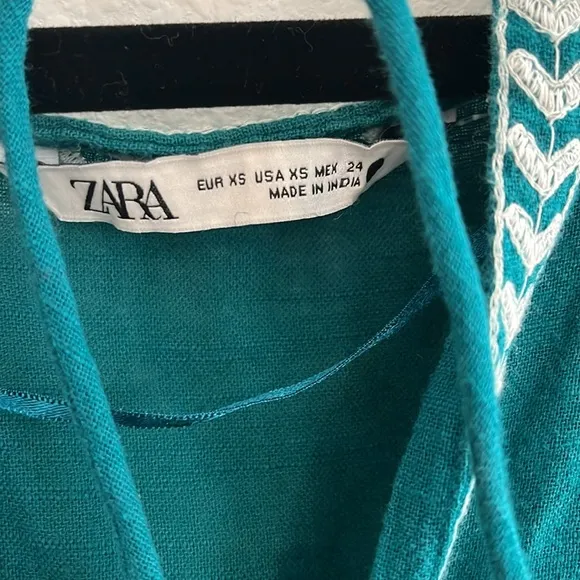 ZARA
EUR XS USA XS MEX 24
MADE IN INDIA